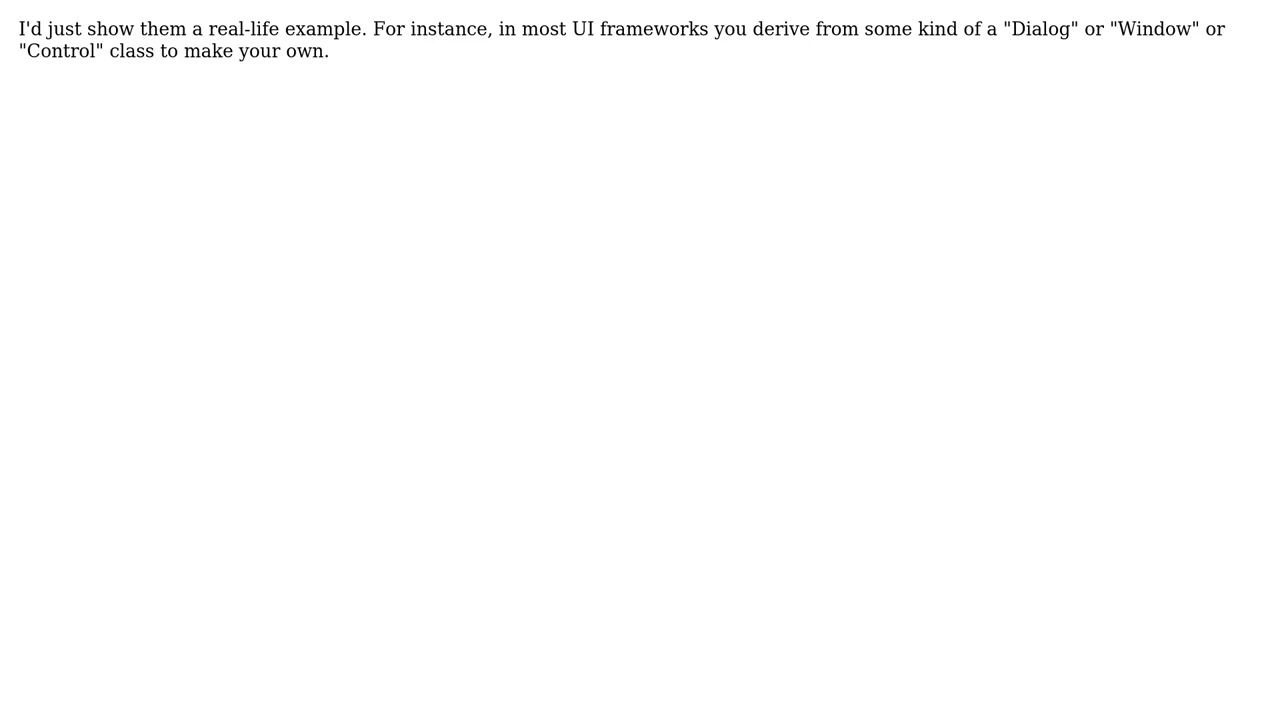 I'd just show them a real-life example. For instance, in most UI frameworks you derive from some kind of a "Dialog" or "Window" or
"Control" class to make your own.